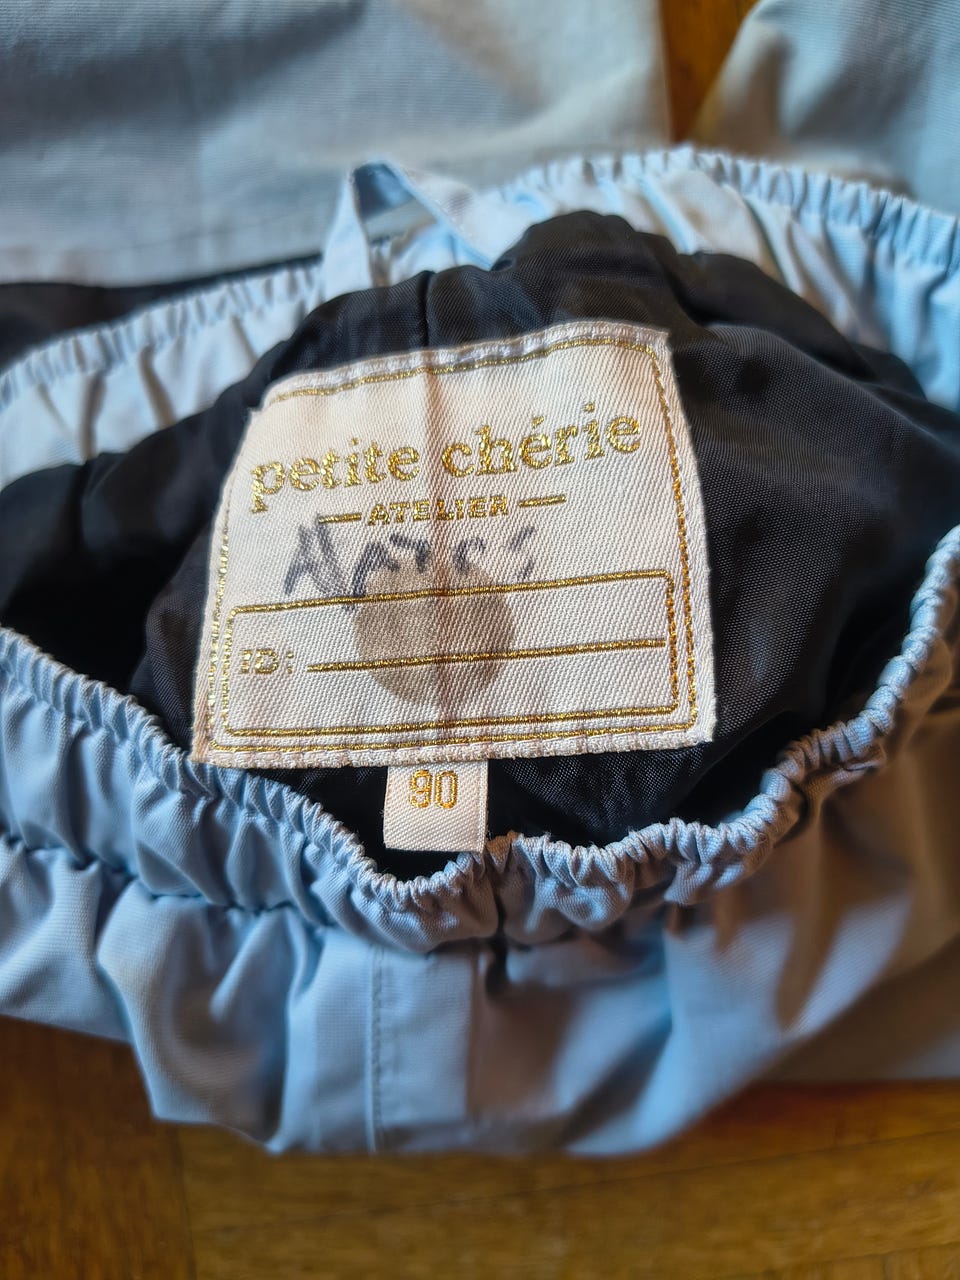 petite chérie
ATELIER
ID:
90